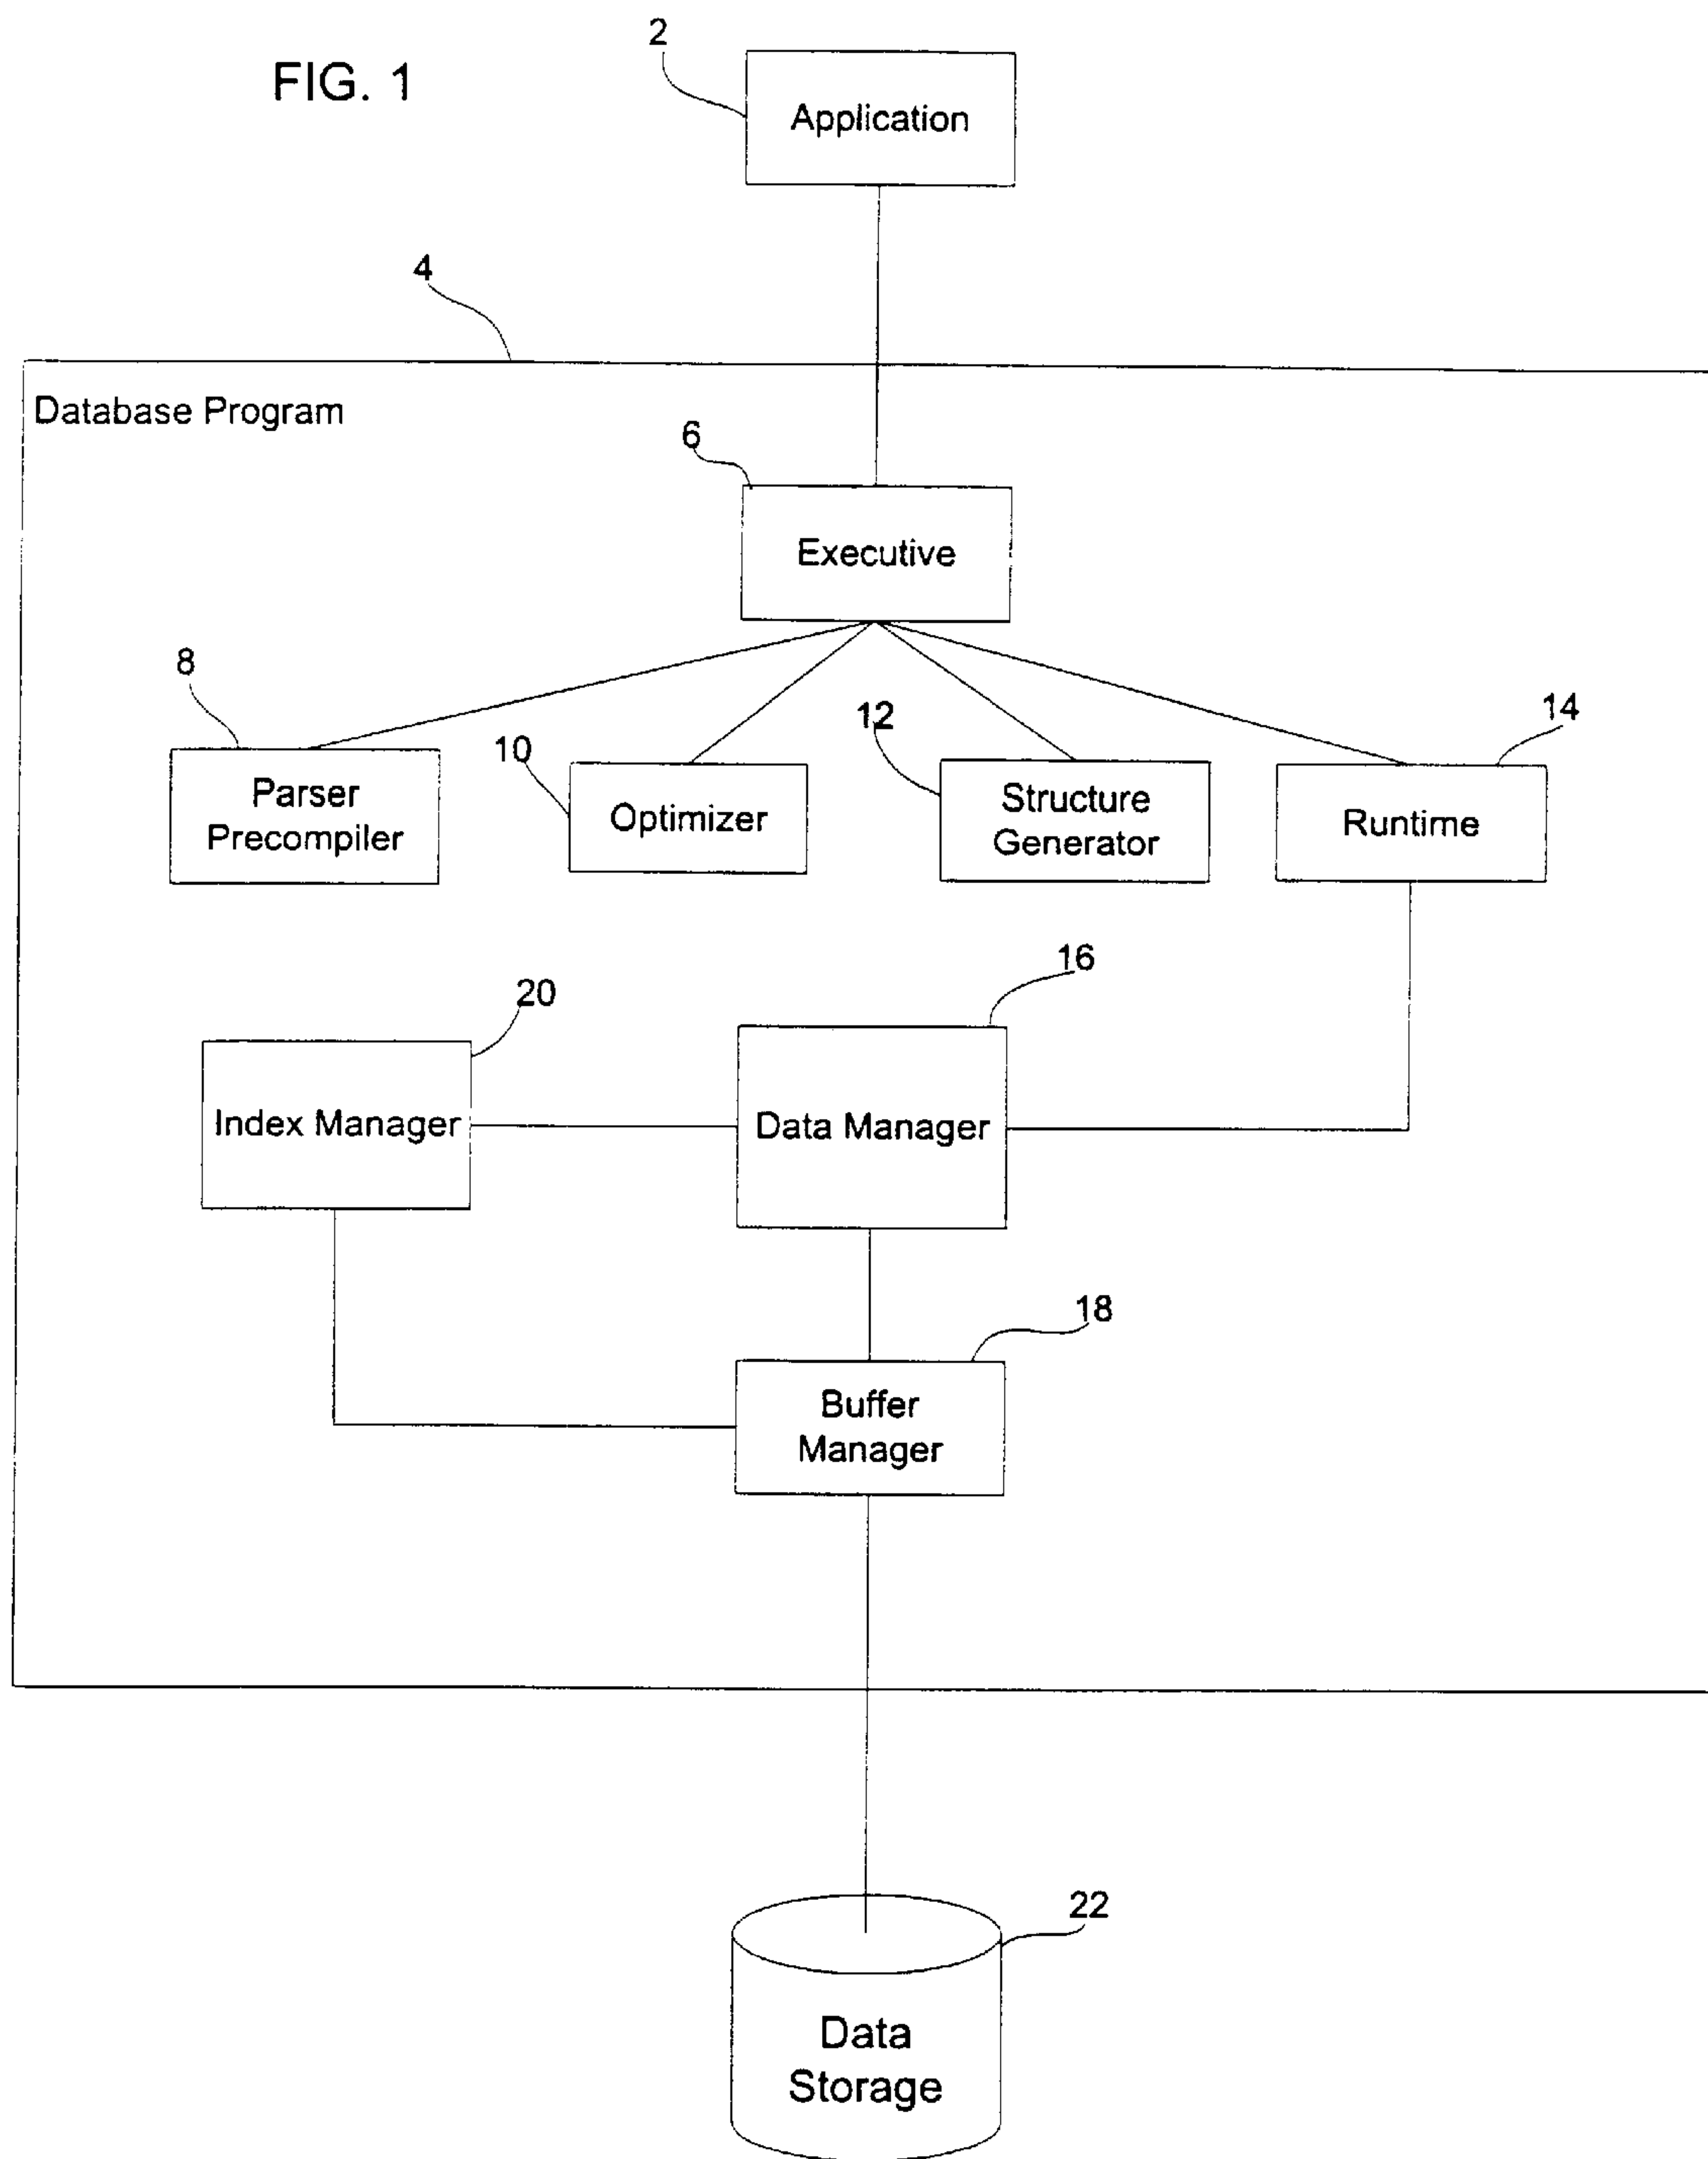 FIG. 1
2
Application
4
Database Program
6
Executive
8
Parser
Precompiler
10
Optimizer
12
Structure
Generator
14
Runtime
20
Index Manager
16
Data Manager
18
Buffer
Manager
22
Data
Storage